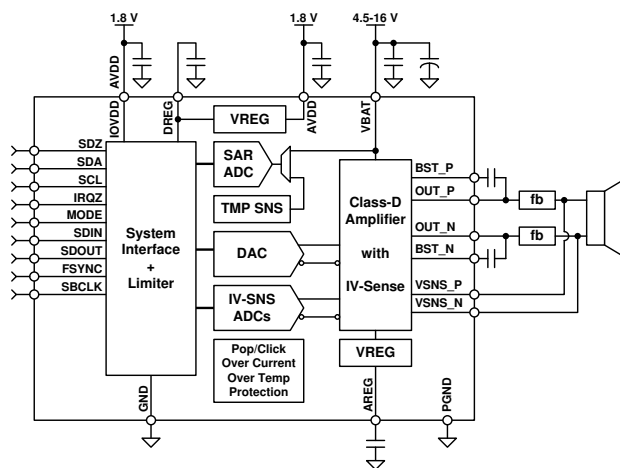 1.8 V
1.8 V
4.5-16 V
AVDD
IOVDD
DREG
AVDD
VBAT
VREG
SDZ
SDA
SCL
IRQZ
MODE
SDIN
SDOUT
FSYNC
SBCLK
System
Interface
+
Limiter
SAR
ADC
TMP SNS
DAC
IV-SNS
ADCs
Pop/Click
Over Current
Over Temp
Protection
Class-D
Amplifier
with
IV-Sense
VREG
BST_P
OUT_P
OUT_N
BST_N
VSNS_P
VSNS_N
fb
fb
GND
AREG
PGND